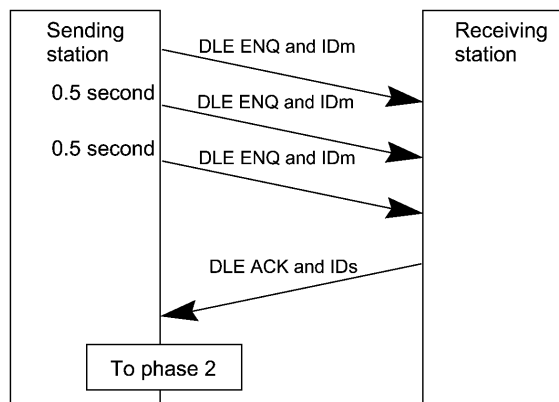 Sending
station
Receiving
station
DLE ENQ and IDm
0.5 second
DLE ENQ and IDm
0.5 second
DLE ENQ and IDm
DLE ACK and IDs
To phase 2